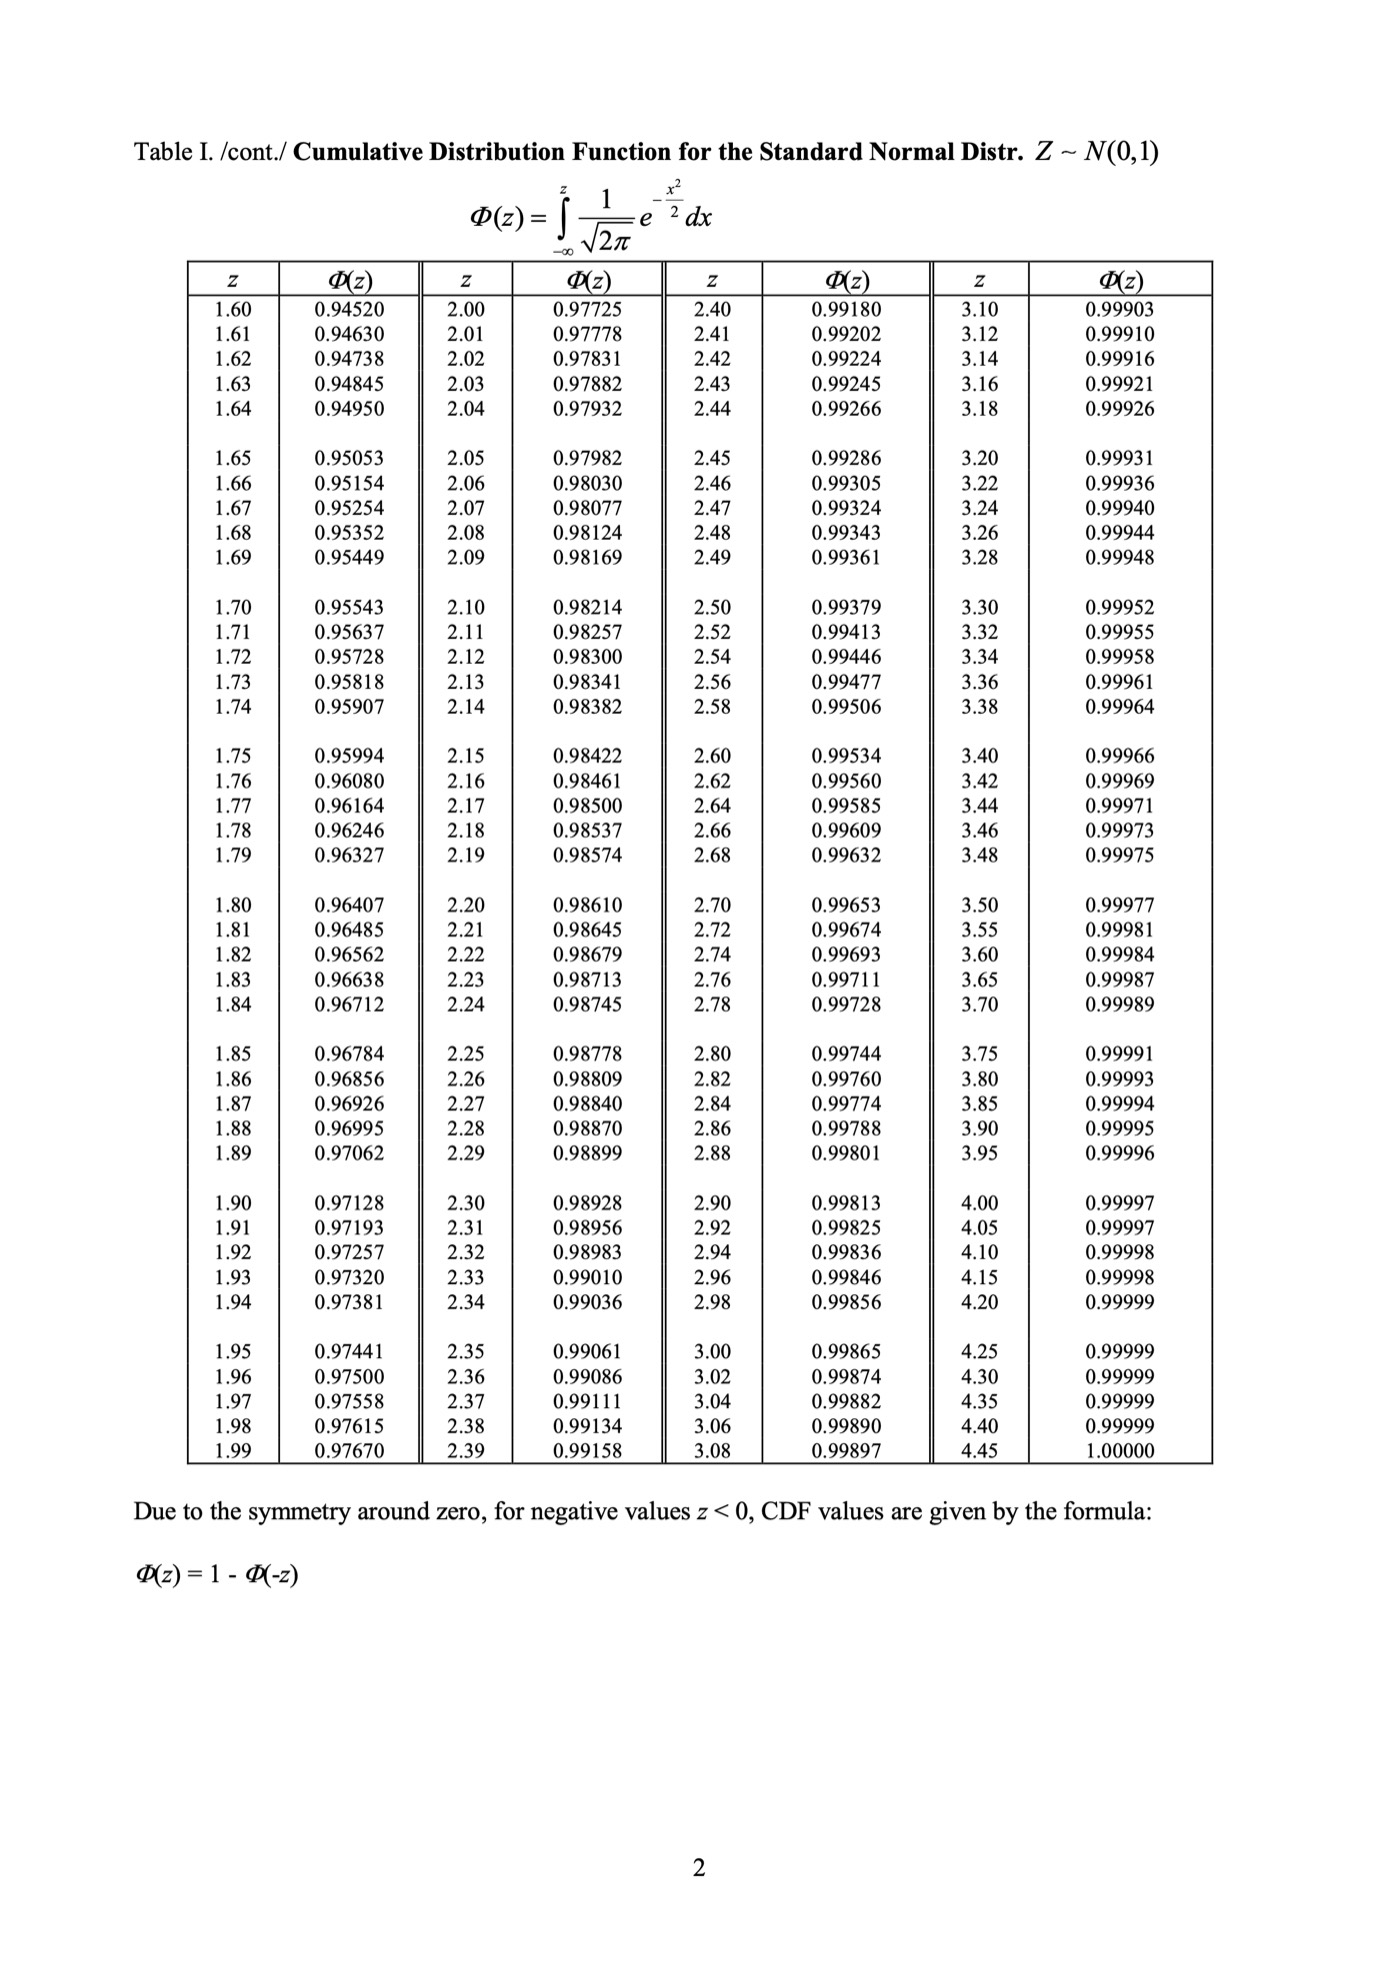 Table I. /cont./ Cumulative Distribution Function for the Standard Normal Distr. Z ~ N(0,1)
Φ(z) = ∫_{-∞}^{z} 1/√2π e^{-x²/2} dx
z Φ(z) z Φ(z) z Φ(z) z Φ(z)
1.60 0.94520 2.00 0.97725 2.40 0.99180 3.10 0.99903
1.61 0.94630 2.01 0.97778 2.41 0.99202 3.12 0.99910
1.62 0.94738 2.02 0.97831 2.42 0.99224 3.14 0.99916
1.63 0.94845 2.03 0.97882 2.43 0.99245 3.16 0.99921
1.64 0.94950 2.04 0.97932 2.44 0.99266 3.18 0.99926
1.65 0.95053 2.05 0.97982 2.45 0.99286 3.20 0.99931
1.66 0.95154 2.06 0.98030 2.46 0.99305 3.22 0.99936
1.67 0.95254 2.07 0.98077 2.47 0.99324 3.24 0.99940
1.68 0.95352 2.08 0.98124 2.48 0.99343 3.26 0.99944
1.69 0.95449 2.09 0.98169 2.49 0.99361 3.28 0.99948
1.70 0.95543 2.10 0.98214 2.50 0.99379 3.30 0.99952
1.71 0.95637 2.11 0.98257 2.52 0.99413 3.32 0.99955
1.72 0.95728 2.12 0.98300 2.54 0.99446 3.34 0.99958
1.73 0.95818 2.13 0.98341 2.56 0.99477 3.36 0.99961
1.74 0.95907 2.14 0.98382 2.58 0.99506 3.38 0.99964
1.75 0.95994 2.15 0.98422 2.60 0.99534 3.40 0.99966
1.76 0.96080 2.16 0.98461 2.62 0.99560 3.42 0.99969
1.77 0.96164 2.17 0.98500 2.64 0.99585 3.44 0.99971
1.78 0.96246 2.18 0.98537 2.66 0.99609 3.46 0.99973
1.79 0.96327 2.19 0.98574 2.68 0.99632 3.48 0.99975
1.80 0.96407 2.20 0.98610 2.70 0.99653 3.50 0.99977
1.81 0.96485 2.21 0.98645 2.72 0.99674 3.55 0.99981
1.82 0.96562 2.22 0.98679 2.74 0.99693 3.60 0.99984
1.83 0.96638 2.23 0.98713 2.76 0.99711 3.65 0.99987
1.84 0.96712 2.24 0.98745 2.78 0.99728 3.70 0.99989
1.85 0.96784 2.25 0.98778 2.80 0.99744 3.75 0.99991
1.86 0.96856 2.26 0.98809 2.82 0.99760 3.80 0.99993
1.87 0.96926 2.27 0.98840 2.84 0.99774 3.85 0.99994
1.88 0.96995 2.28 0.98870 2.86 0.99788 3.90 0.99995
1.89 0.97062 2.29 0.98899 2.88 0.99801 3.95 0.99996
1.90 0.97128 2.30 0.98928 2.90 0.99813 4.00 0.99997
1.91 0.97193 2.31 0.98956 2.92 0.99825 4.05 0.99997
1.92 0.97257 2.32 0.98983 2.94 0.99836 4.10 0.99998
1.93 0.97320 2.33 0.99010 2.96 0.99846 4.15 0.99998
1.94 0.97381 2.34 0.99036 2.98 0.99856 4.20 0.99999
1.95 0.97441 2.35 0.99061 3.00 0.99865 4.25 0.99999
1.96 0.97500 2.36 0.99086 3.02 0.99874 4.30 0.99999
1.97 0.97558 2.37 0.99111 3.04 0.99882 4.35 0.99999
1.98 0.97615 2.38 0.99134 3.06 0.99890 4.40 0.99999
1.99 0.97670 2.39 0.99158 3.08 0.99897 4.45 1.00000
Due to the symmetry around zero, for negative values z < 0, CDF values are given by the formula:
Φ(z) = 1 - Φ(-z)
2